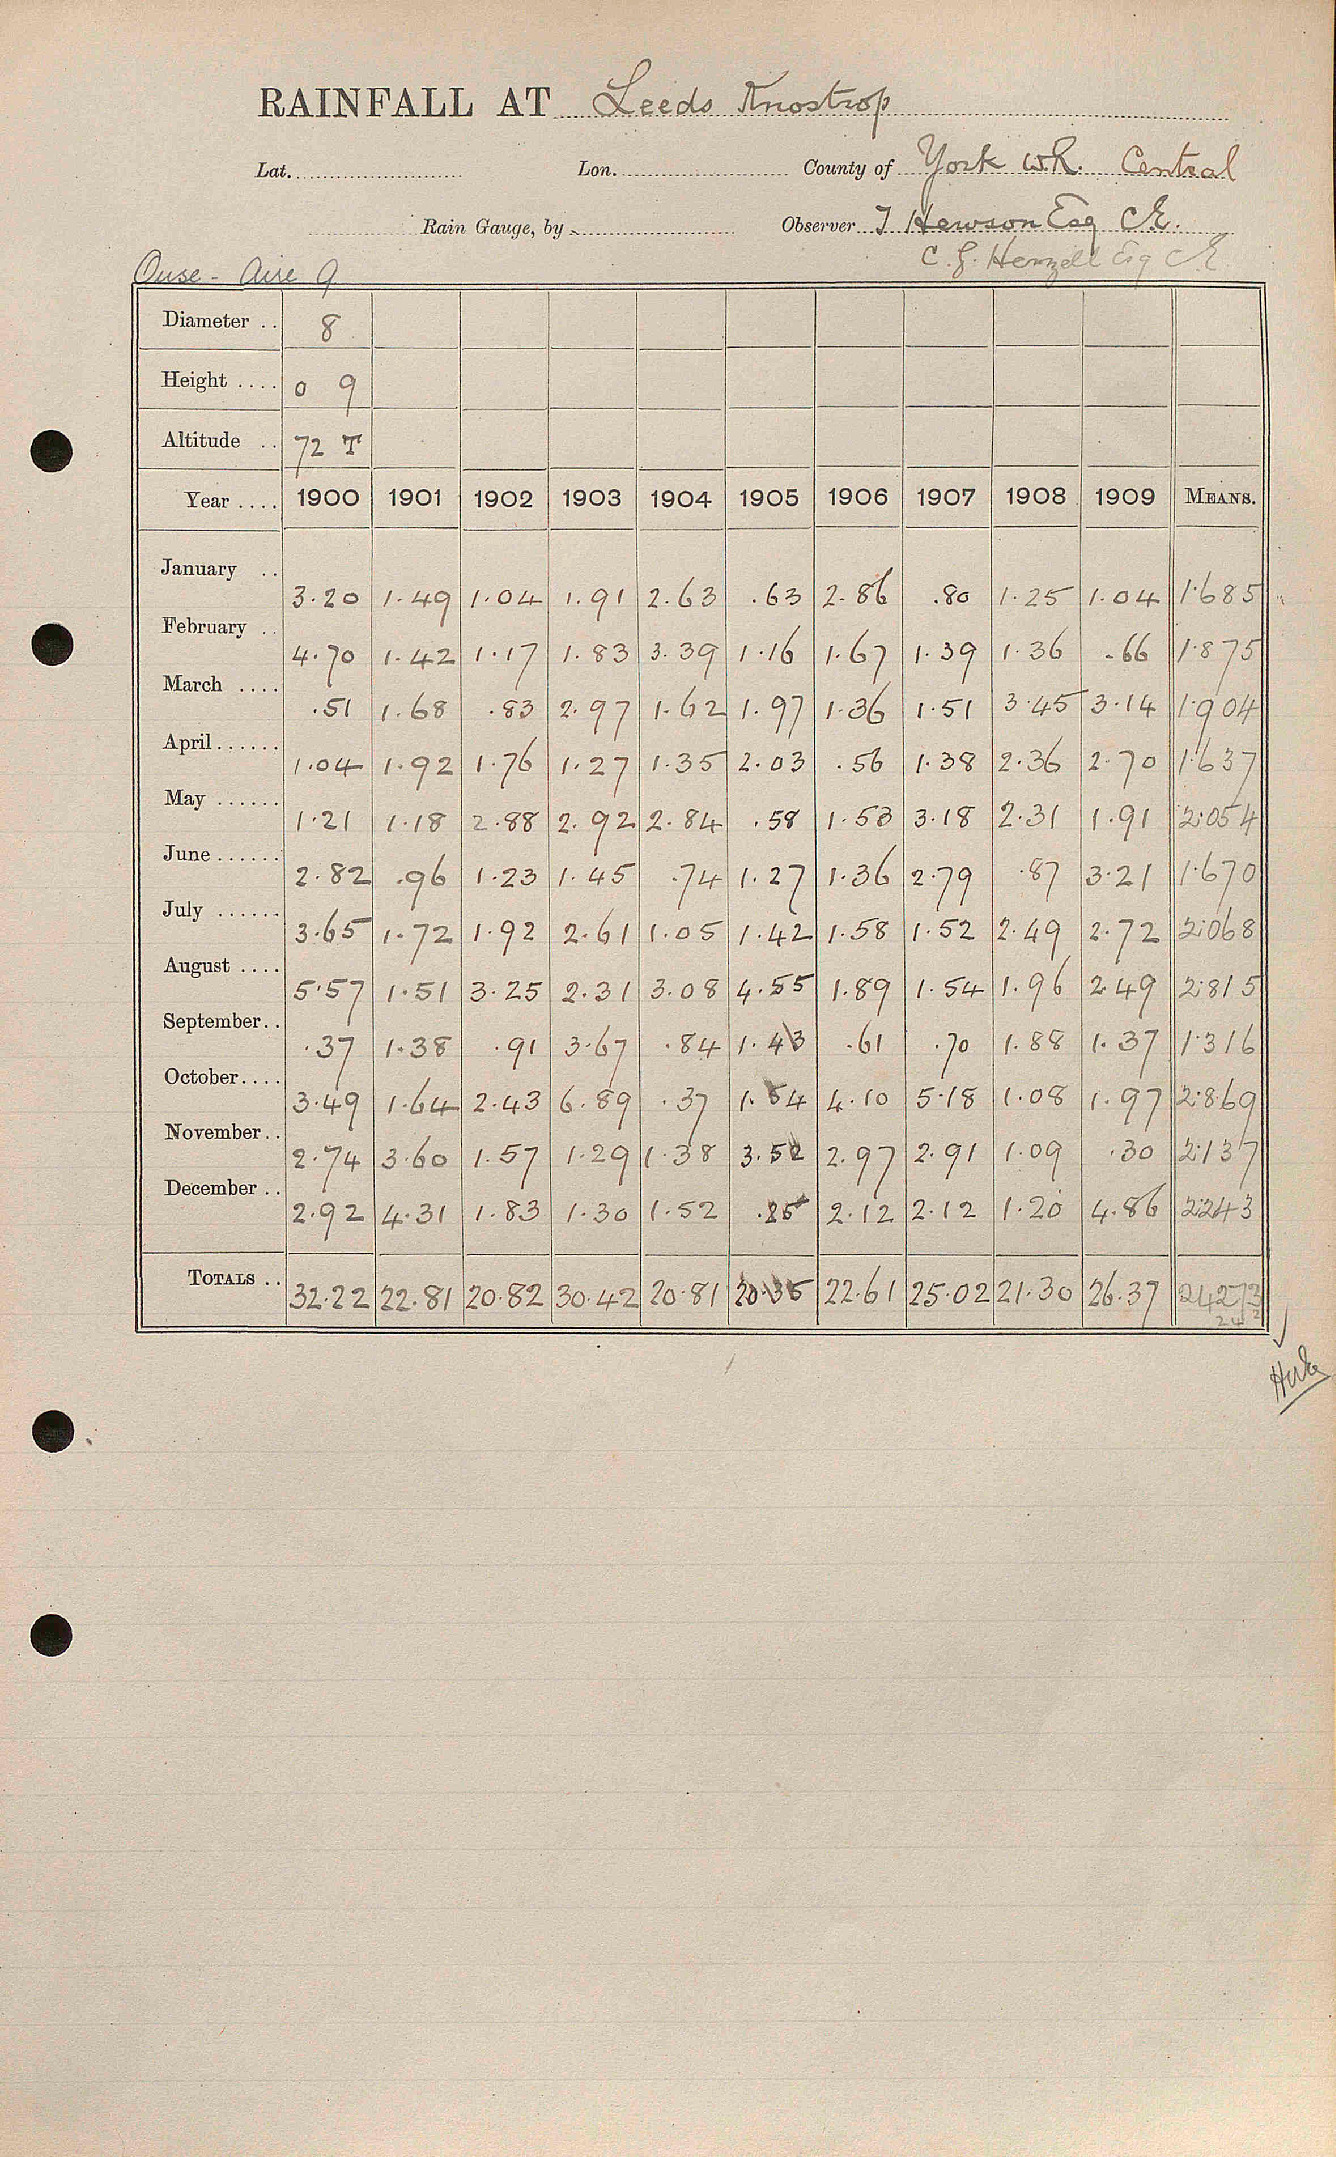 RAINFALL AT Leeds Knostrop
Lat. Lon. County of York W.R. Central
Rain Gauge, by Observer T Hewson Esq C.E.
C. G. Henzell Esq C.E.
Ouse - Aire 9
Diameter .. 8
Height .... 0 9
Altitude .. 72 T
Year .... 1900 1901 1902 1903 1904 1905 1906 1907 1908 1909 MEANS.
January .. 3.20 1.49 1.04 1.91 2.63 .63 2.86 .80 1.25 1.04 1.685
February .. 4.70 1.42 1.17 1.83 3.39 1.16 1.67 1.39 1.36 .66 1.875
March .... .51 1.68 .83 2.97 1.62 1.97 1.36 1.51 3.45 3.14 1.904
April...... 1.04 1.92 1.76 1.27 1.35 2.03 .56 1.38 2.36 2.70 1.637
May ...... 1.21 1.18 2.88 2.92 2.84 .58 1.53 3.18 2.31 1.91 2.054
June ...... 2.82 .96 1.23 1.45 .74 1.27 1.36 2.79 .87 3.21 1.670
July ...... 3.65 1.72 1.92 2.61 1.05 1.42 1.58 1.52 2.49 2.72 2.068
August .... 5.57 1.51 3.25 2.31 3.08 4.55 1.89 1.54 1.96 2.49 2.815
September.. .37 1.38 .91 3.67 .84 1.43 .61 .70 1.88 1.37 1.316
October.... 3.49 1.64 2.43 6.89 .37 1.54 4.10 5.18 1.08 1.97 2.869
November.. 2.74 3.60 1.57 1.29 1.38 3.52 2.97 2.91 1.09 .30 2.137
December .. 2.92 4.31 1.83 1.30 1.52 .25 2.12 2.12 1.20 4.86 2.243
TOTALS .. 32.22 22.81 20.82 30.42 20.81 20.35 22.61 25.02 21.30 26.37 24.273